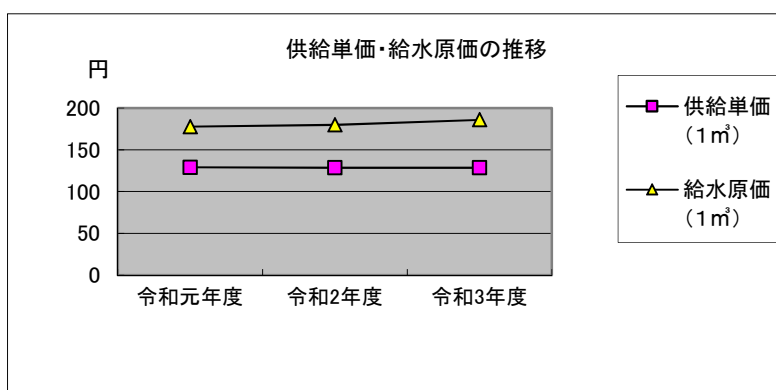 供給単価・給水原価の推移
円
200
150
100
50
0
令和元年度 令和2年度 令和3年度
供給単価
（1㎥）
給水原価
（1㎥）